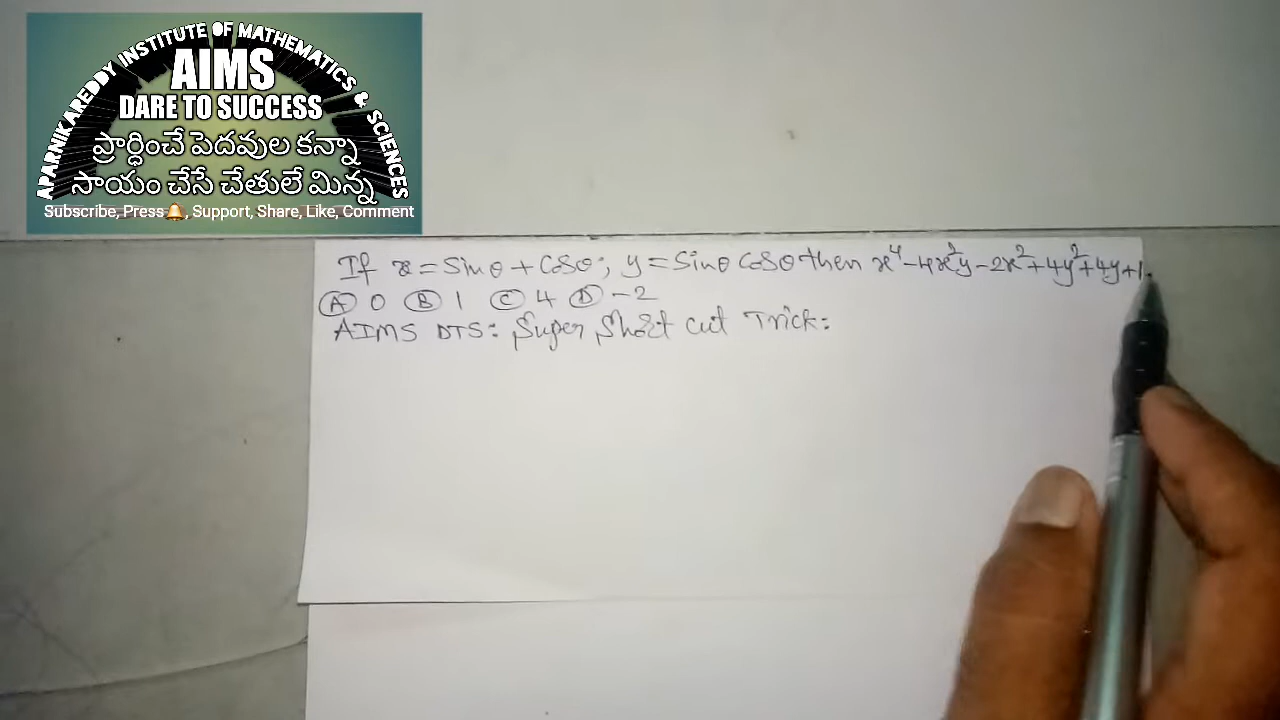 APARNIKAREDDY INSTITUTE OF MATHEMATICS & SCIENCES
AIMS
DARE TO SUCCESS
ప్రార్ధించే పెదవుల కన్నా
సాయం చేసే చేతులే మిన్న
Subscribe, Press🔔, Support, Share, Like, Comment
If x = Sinθ + Cosθ; y = Sinθ Cosθ then x⁴-4x²y-2x²+4y²+4y+1
Ⓐ 0 Ⓑ 1 Ⓒ 4 Ⓓ -2
AIMS DTS: Super Short cut Trick: